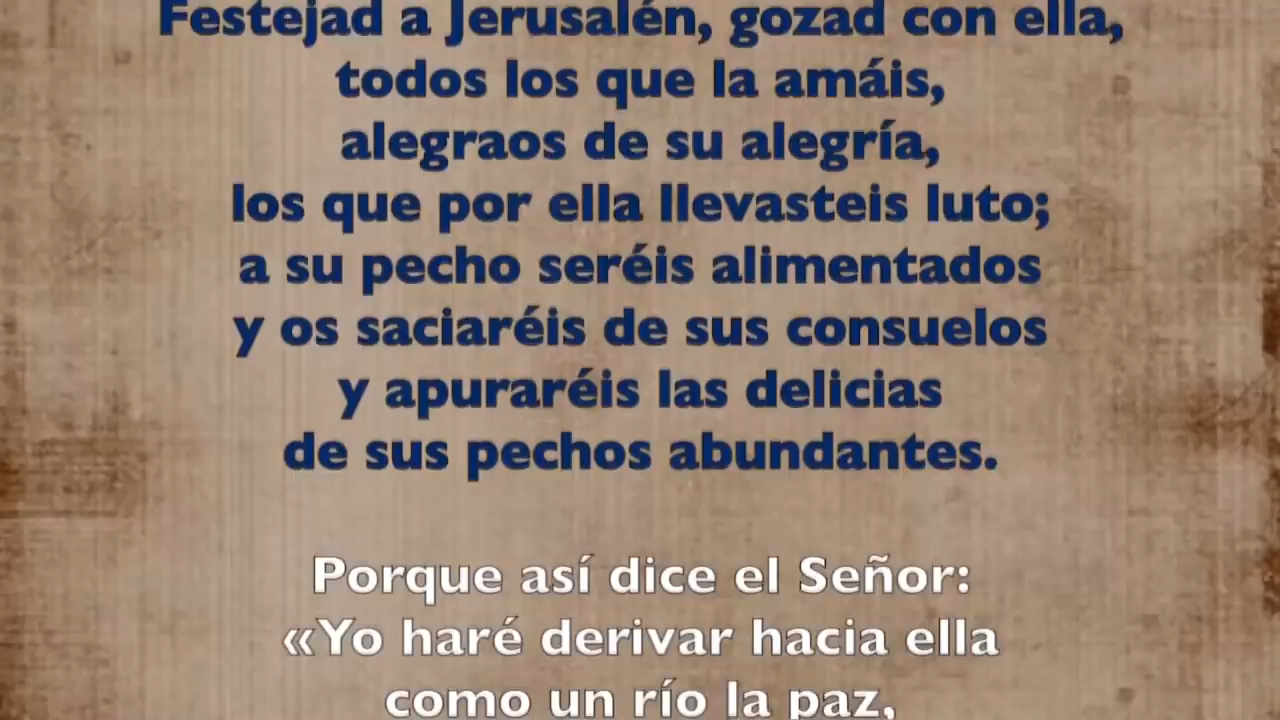 Festejad a Jerusalén, gozad con ella,
todos los que la amáis,
alegraos de su alegría,
los que por ella llevasteis luto;
a su pecho seréis alimentados
y os saciaréis de sus consuelos
y apuraréis las delicias
de sus pechos abundantes.
Porque así dice el Señor:
«Yo haré derivar hacia ella
como un río la paz,